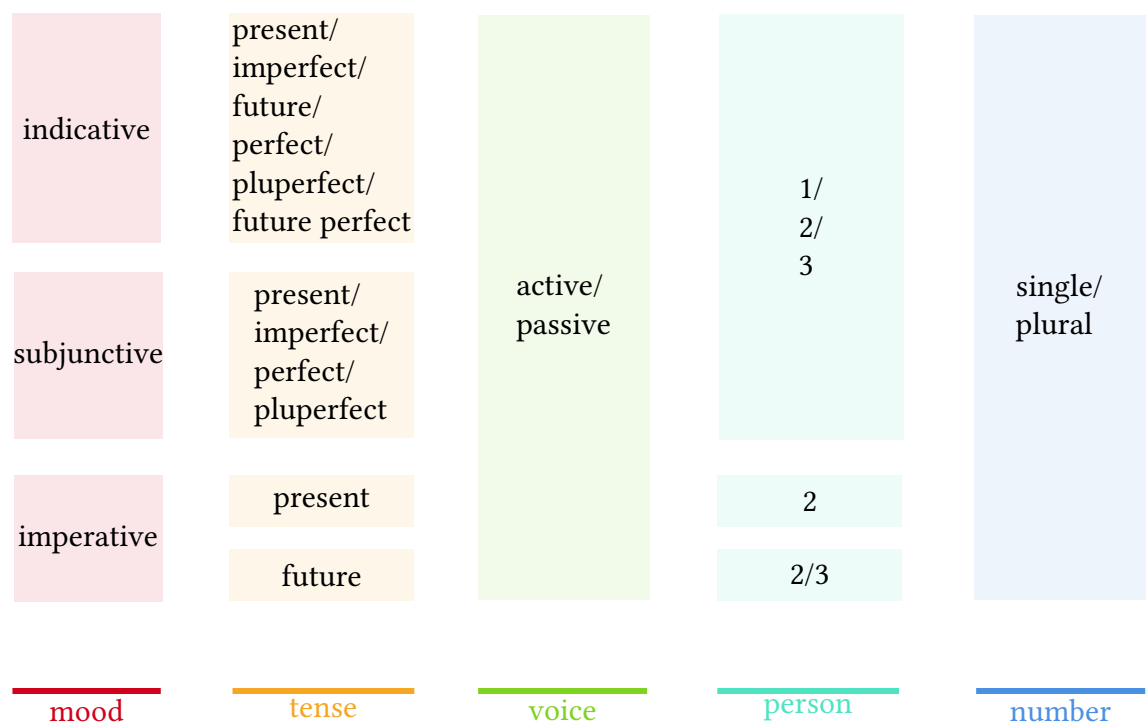 indicative
present/
imperfect/
future/
perfect/
pluperfect/
future perfect
subjunctive
present/
imperfect/
perfect/
pluperfect
imperative
present
future
active/
passive
1/
2/
3
2
2/3
single/
plural
mood
tense
voice
person
number